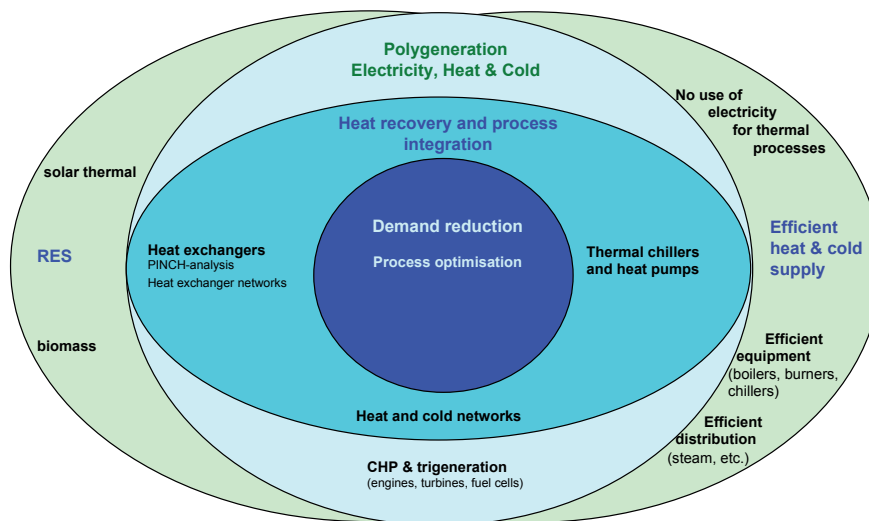 Polygeneration
Electricity, Heat & Cold
No use of
electricity
for thermal
processes
Heat recovery and process
integration
solar thermal
Demand reduction
Process optimisation
RES
Heat exchangers
PINCH-analysis
Heat exchanger networks
Thermal chillers
and heat pumps
Efficient
heat & cold
supply
biomass
Efficient
equipment
(boilers, burners,
chillers)
Heat and cold networks
Efficient
distribution
(steam, etc.)
CHP & trigeneration
(engines, turbines, fuel cells)